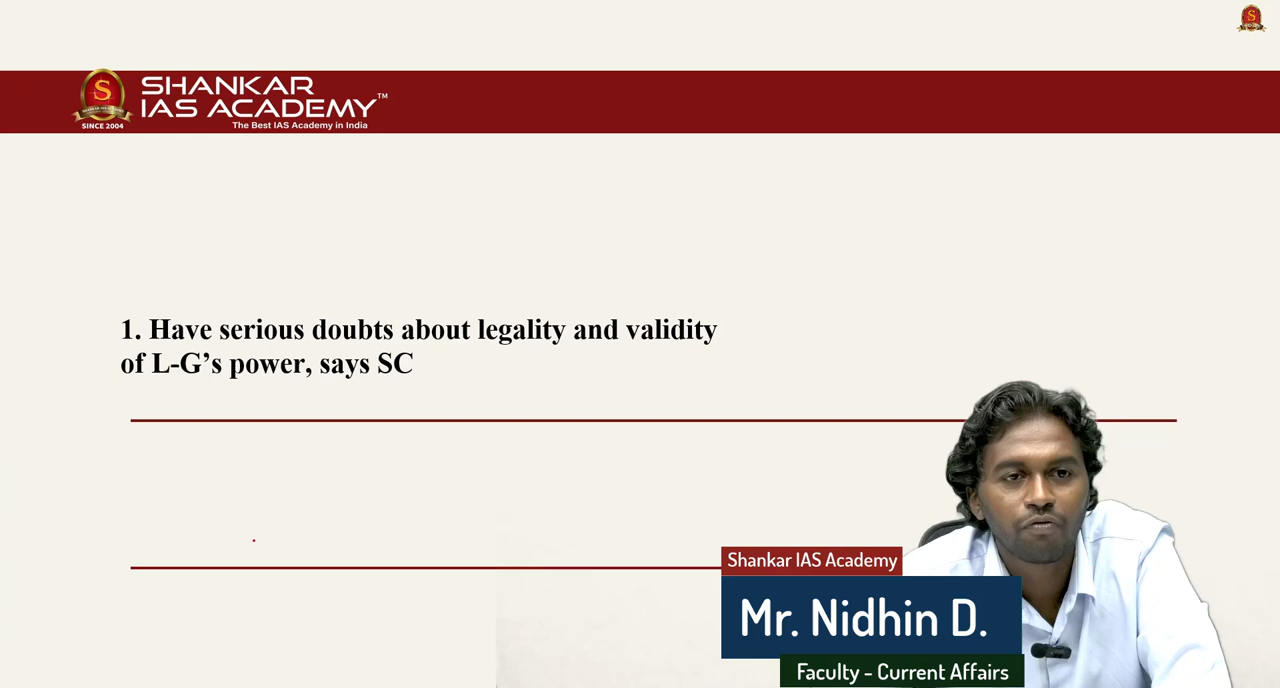 SHANKAR
IAS ACADEMY™
The Best IAS Academy in India
SINCE 2004
1. Have serious doubts about legality and validity
of L-G’s power, says SC
Shankar IAS Academy
Mr. Nidhin D.
Faculty - Current Affairs